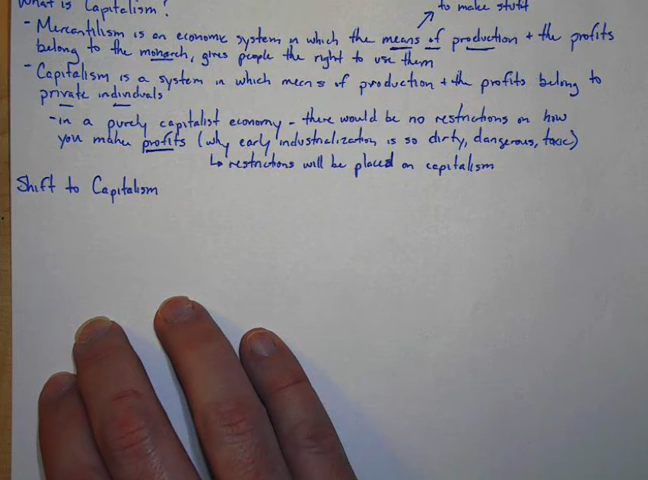 What is Capitalism?
to make stuff
- Mercantilism is an economic system in which the means of production + the profits
belong to the monarch, gives people the right to use them
- Capitalism is a system in which means of production + the profits belong to
private individuals
- in a purely capitalist economy - there would be no restrictions on how
you make profits (why early industrialization is so dirty, dangerous, toxic)
↳ restrictions will be placed on capitalism
Shift to Capitalism